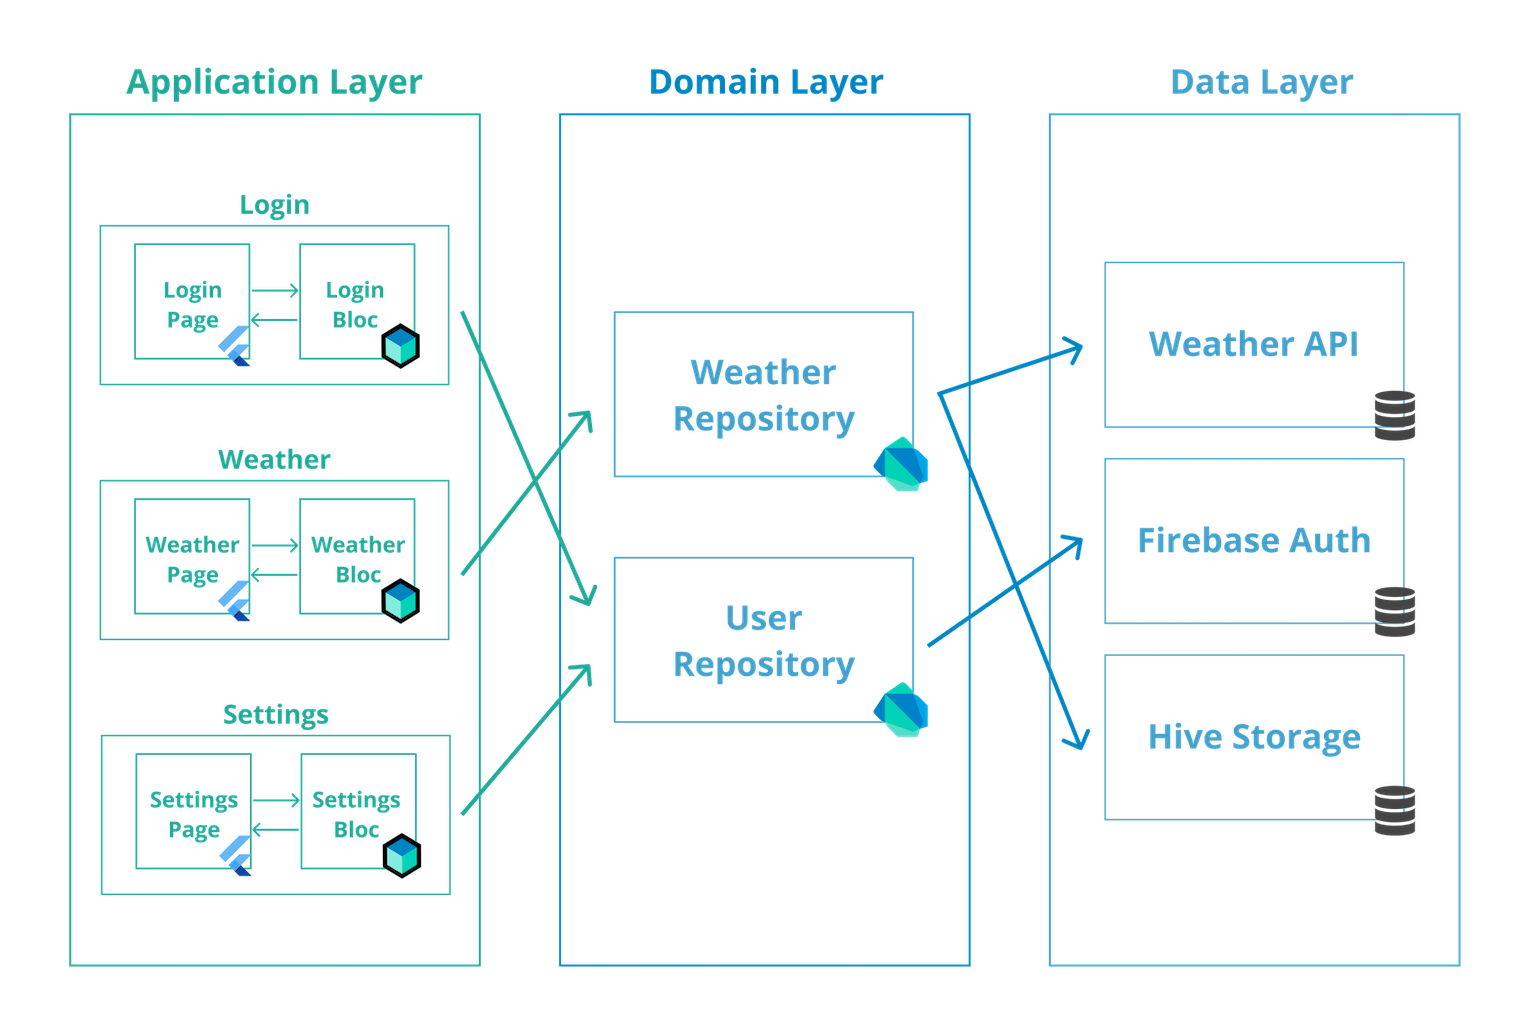 Application Layer
Login
Login
Page
Login
Bloc
Weather
Weather
Page
Weather
Bloc
Settings
Settings
Page
Settings
Bloc
Domain Layer
Weather
Repository
User
Repository
Data Layer
Weather API
Firebase Auth
Hive Storage